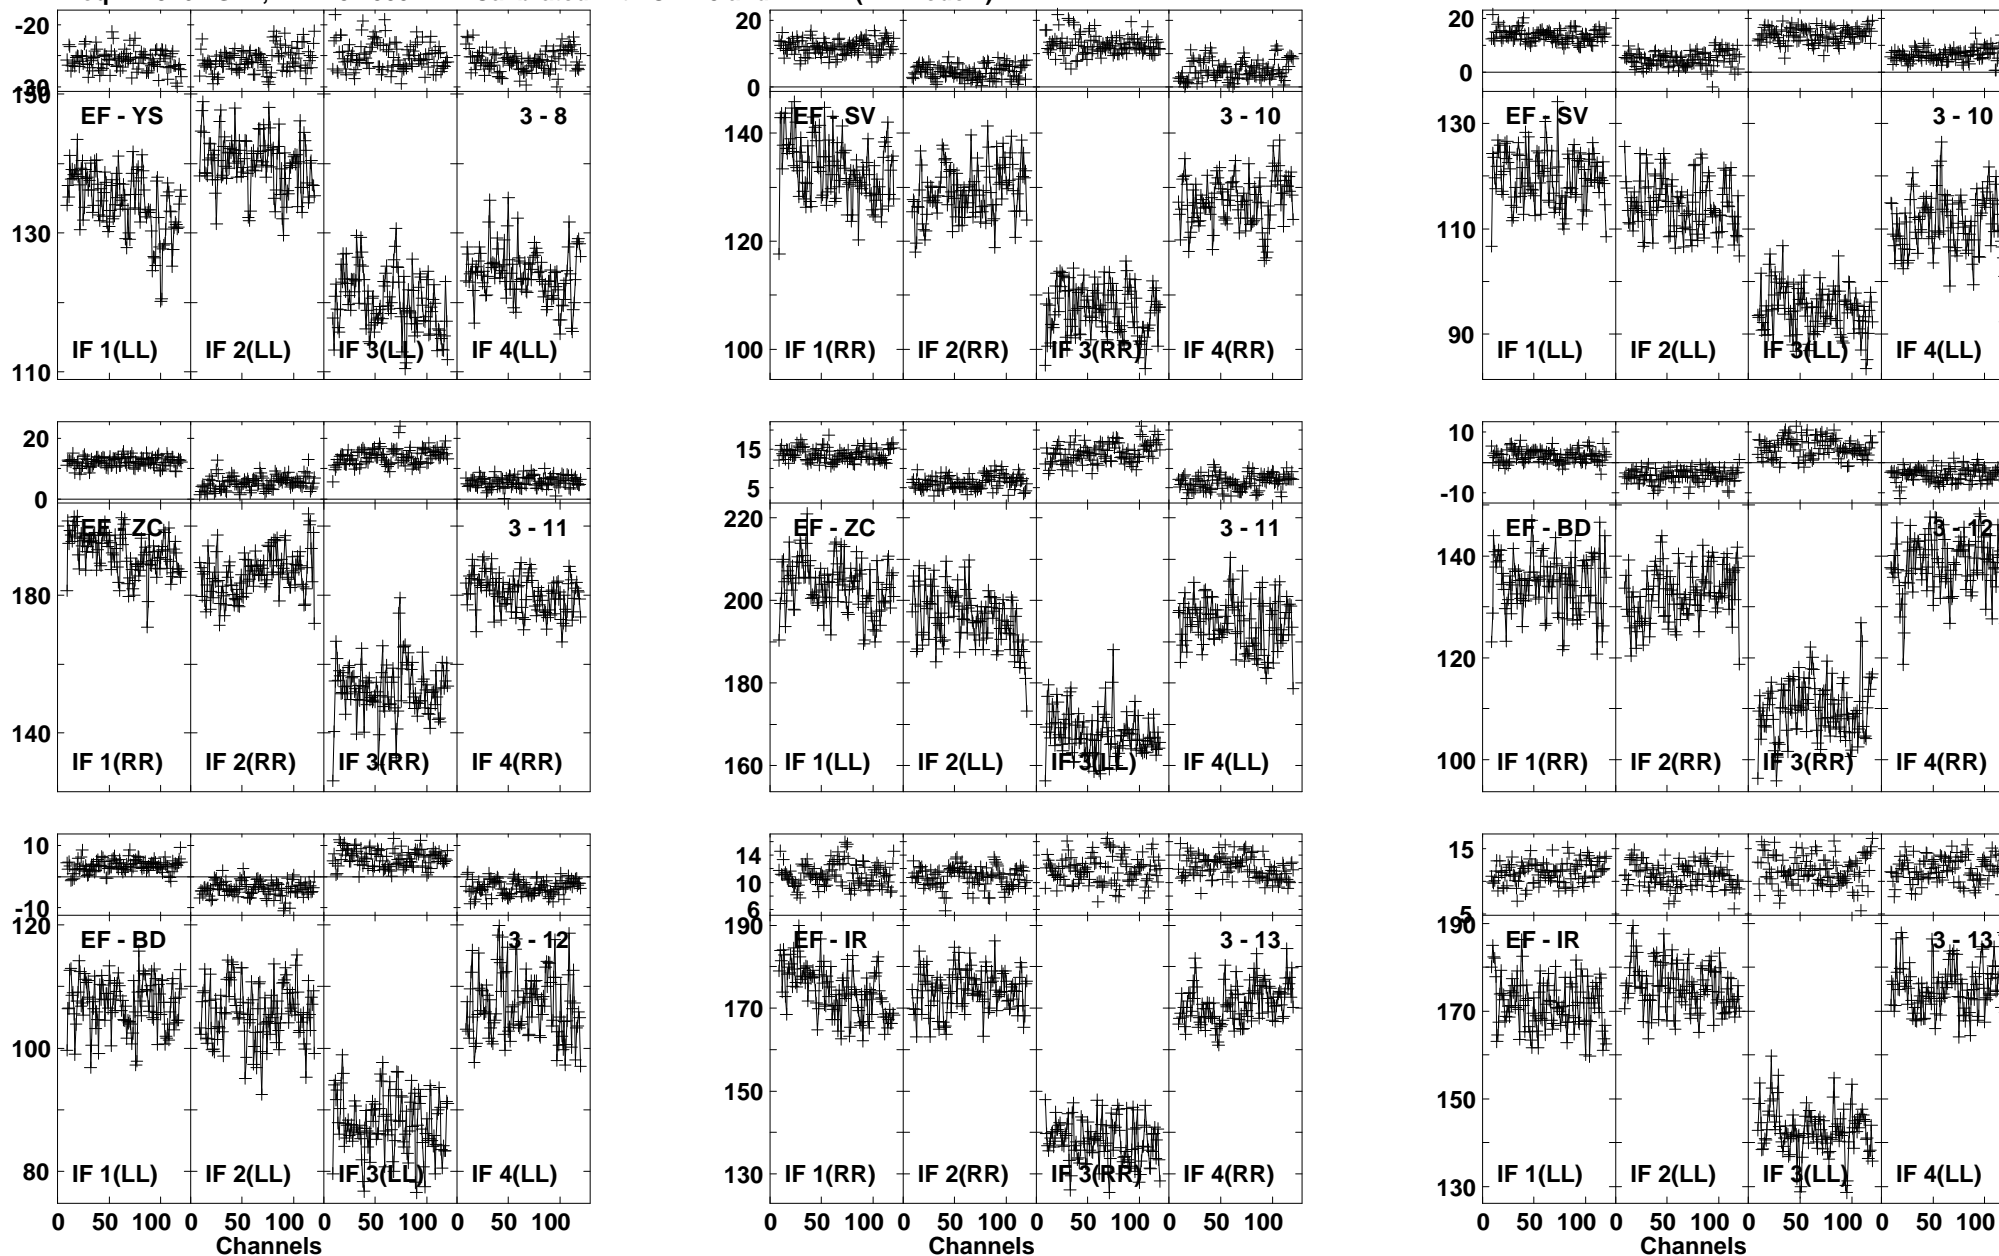 -20
-30
150
EF - YS 3 - 8
130
110
IF 1(LL) IF 2(LL) IF 3(LL) IF 4(LL)
20
10
0
EF - SV 3 - 10
140
120
100
IF 1(RR) IF 2(RR) IF 3(RR) IF 4(RR)
20
10
0
EF - SV 3 - 10
130
110
90
IF 1(LL) IF 2(LL) IF 3(LL) IF 4(LL)
20
0
EF - ZC 3 - 11
180
140
IF 1(RR) IF 2(RR) IF 3(RR) IF 4(RR)
15
5
220
EF - ZC 3 - 11
200
180
160
IF 1(LL) IF 2(LL) IF 3(LL) IF 4(LL)
10
-10
EF - BD 3 - 12
140
120
100
IF 1(RR) IF 2(RR) IF 3(RR) IF 4(RR)
10
-10
120
EF - BD 3 - 12
100
80
IF 1(LL) IF 2(LL) IF 3(LL) IF 4(LL)
0 50 100 0 50 100 0 50 100 0 50 100
Channels
14
10
6
190
EF - IR 3 - 13
170
150
130
IF 1(RR) IF 2(RR) IF 3(RR) IF 4(RR)
0 50 100 0 50 100 0 50 100 0 50 100
Channels
15
5
190
EF - IR 3 - 13
170
150
130
IF 1(LL) IF 2(LL) IF 3(LL) IF 4(LL)
0 50 100 0 50 100 0 50 100 0 50 100
Channels